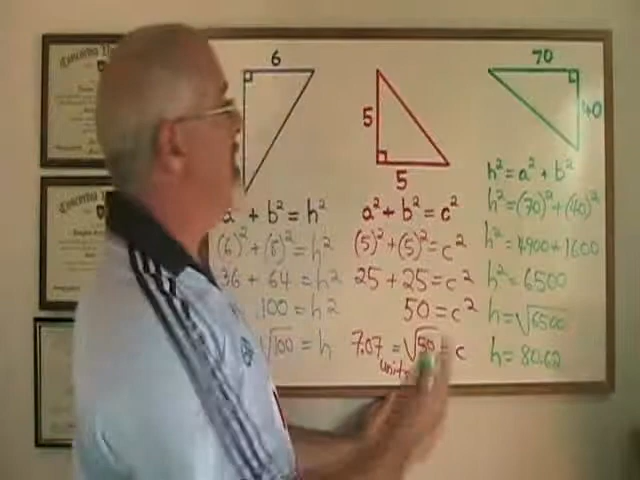 6
a² + b² = h²
(6)² + (8)² = h²
36 + 64 = h²
100 = h²
√100 = h
5
5
a² + b² = c²
(5)² + (5)² = c²
25 + 25 = c²
50 = c²
7.07 = √50 = c
units
70
40
h² = a² + b²
h² = (70)² + (40)²
h² = 4900 + 1600
h² = 6500
h = √6500
h = 80.62